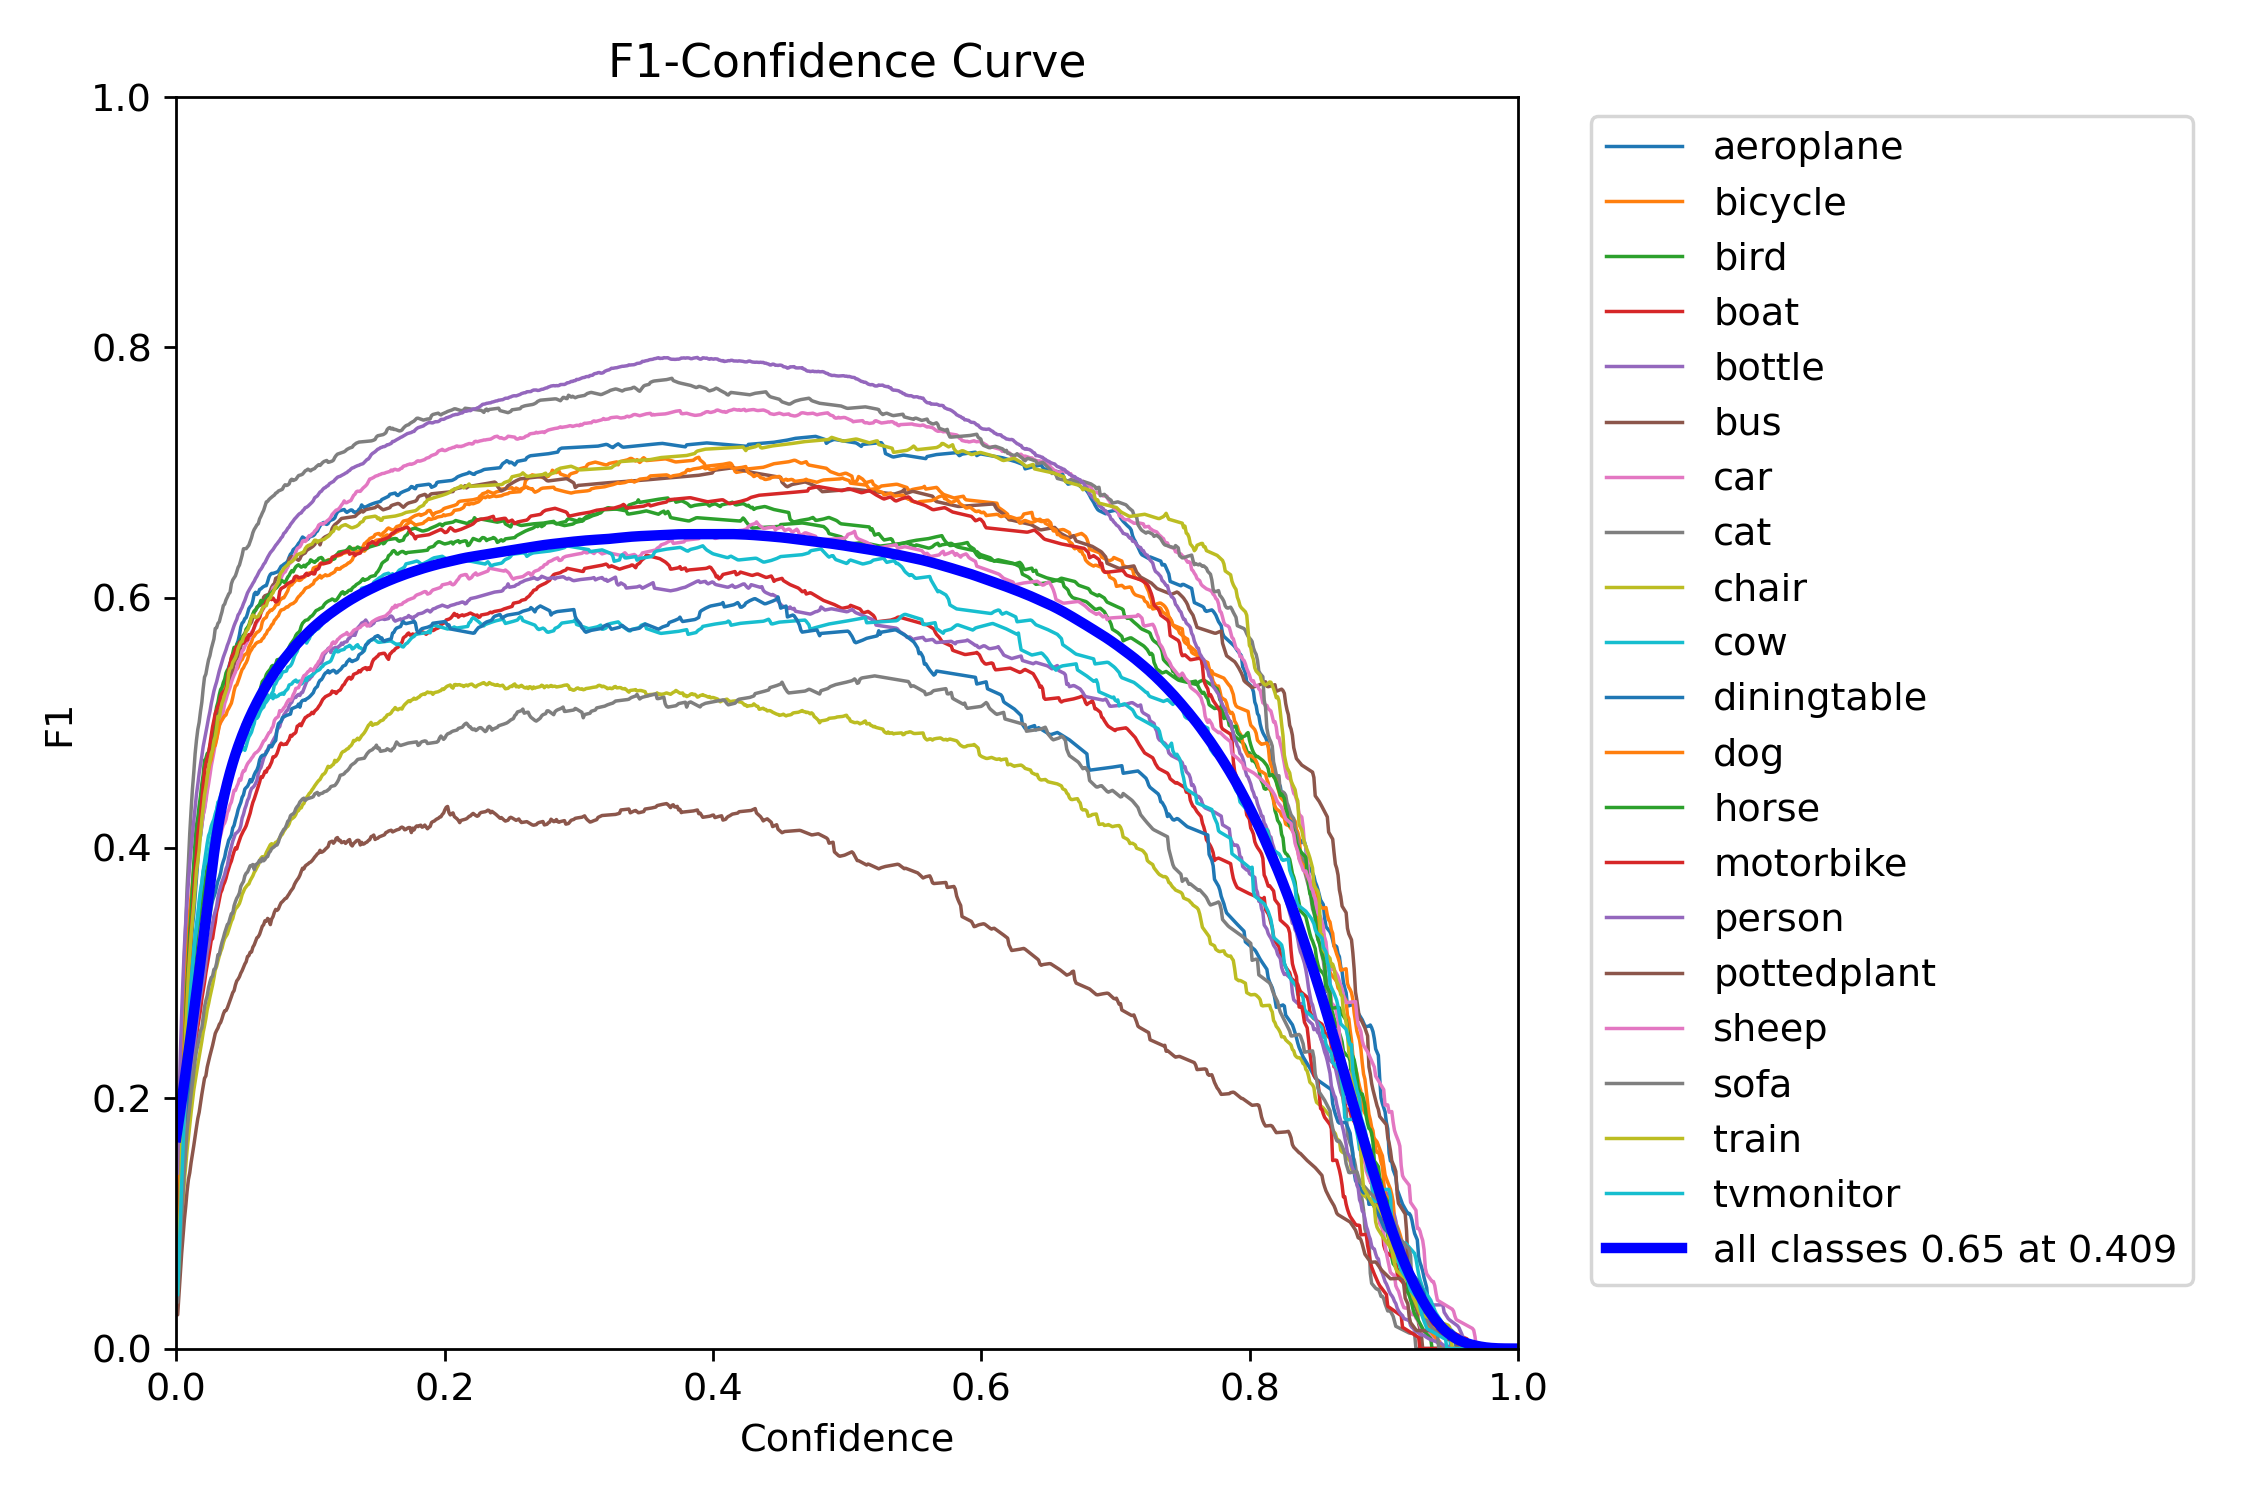 F1-Confidence Curve
1.0
0.8
0.6
0.4
0.2
0.0
F1
0.0 0.2 0.4 0.6 0.8 1.0
Confidence
aeroplane
bicycle
bird
boat
bottle
bus
car
cat
chair
cow
diningtable
dog
horse
motorbike
person
pottedplant
sheep
sofa
train
tvmonitor
all classes 0.65 at 0.409